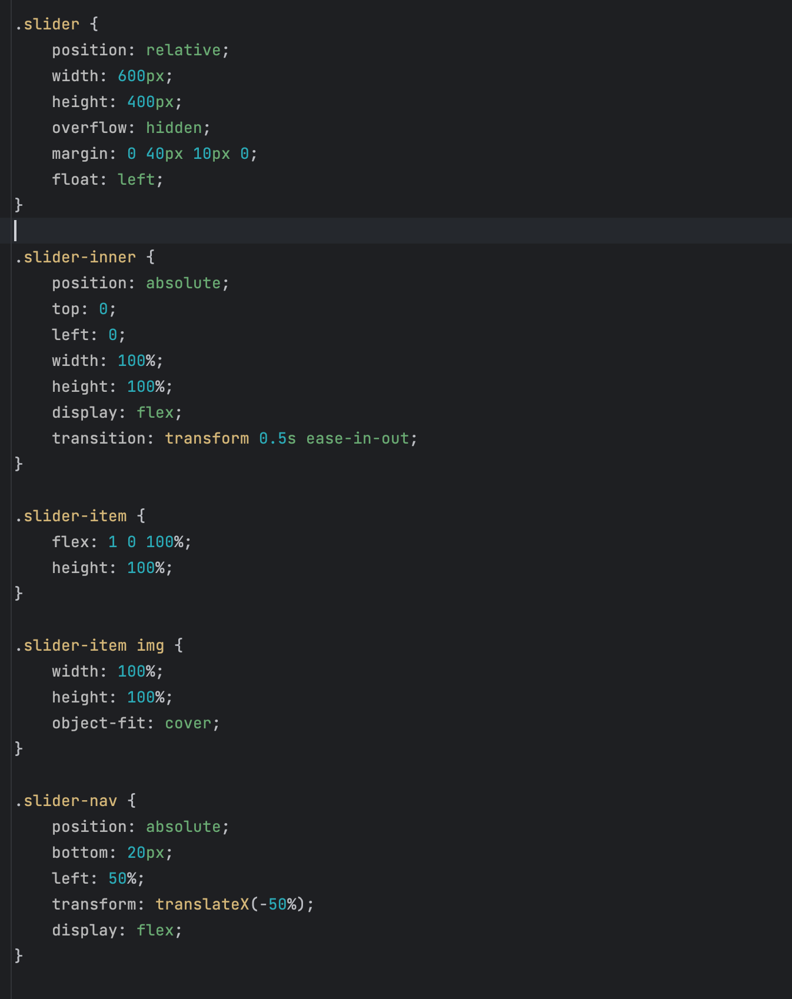 .slider {
    position: relative;
    width: 600px;
    height: 400px;
    overflow: hidden;
    margin: 0 40px 10px 0;
    float: left;
}
.slider-inner {
    position: absolute;
    top: 0;
    left: 0;
    width: 100%;
    height: 100%;
    display: flex;
    transition: transform 0.5s ease-in-out;
}
.slider-item {
    flex: 1 0 100%;
    height: 100%;
}
.slider-item img {
    width: 100%;
    height: 100%;
    object-fit: cover;
}
.slider-nav {
    position: absolute;
    bottom: 20px;
    left: 50%;
    transform: translateX(-50%);
    display: flex;
}